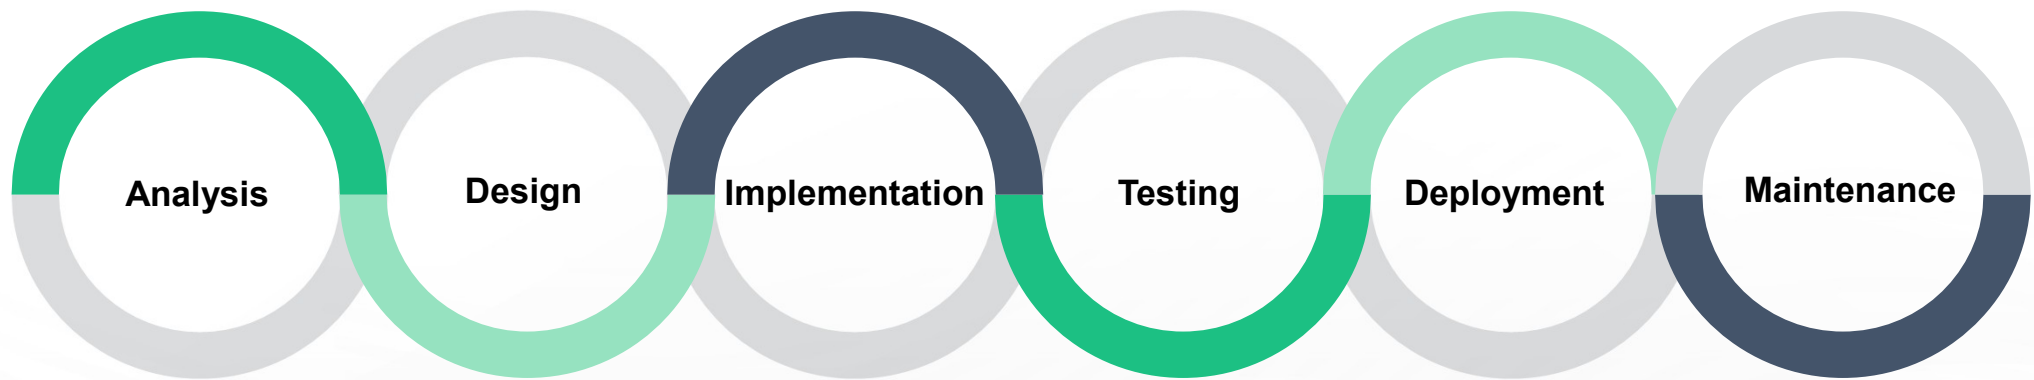 Analysis
Design
Implementation
Testing
Deployment
Maintenance